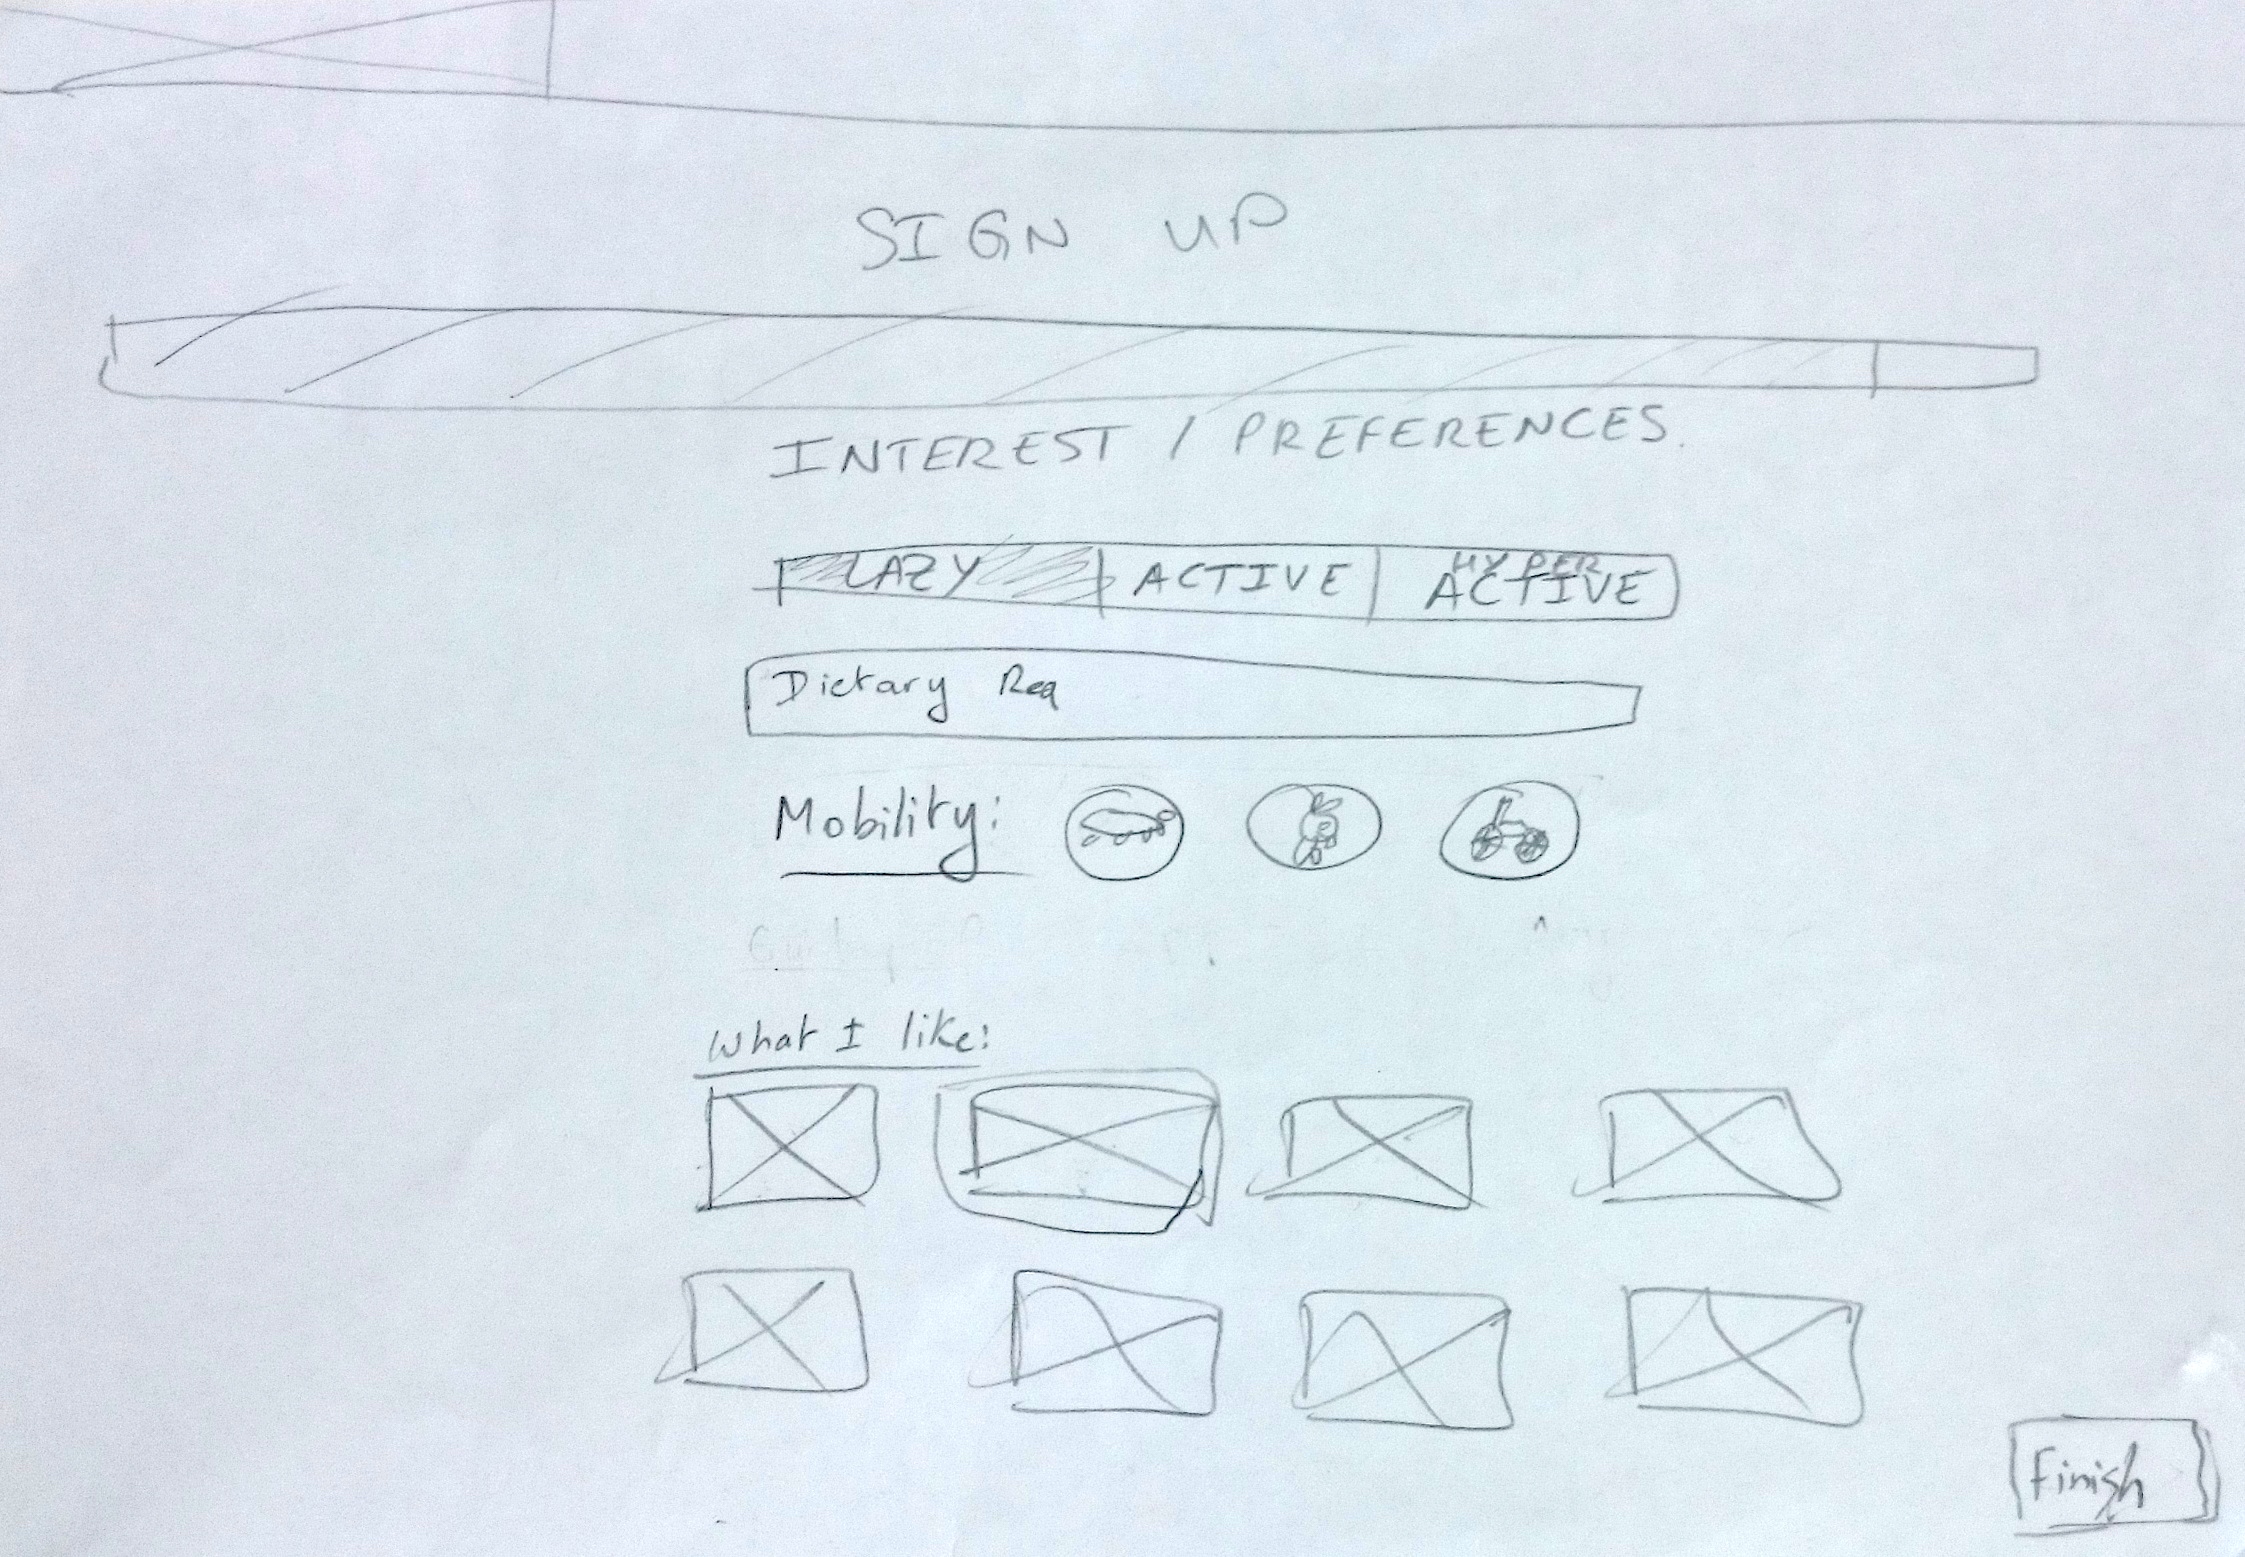 SIGN UP
INTEREST / PREFERENCES.
LAZY ACTIVE HYPER ACTIVE
Dietary Req
Mobility:
What I like:
Finish